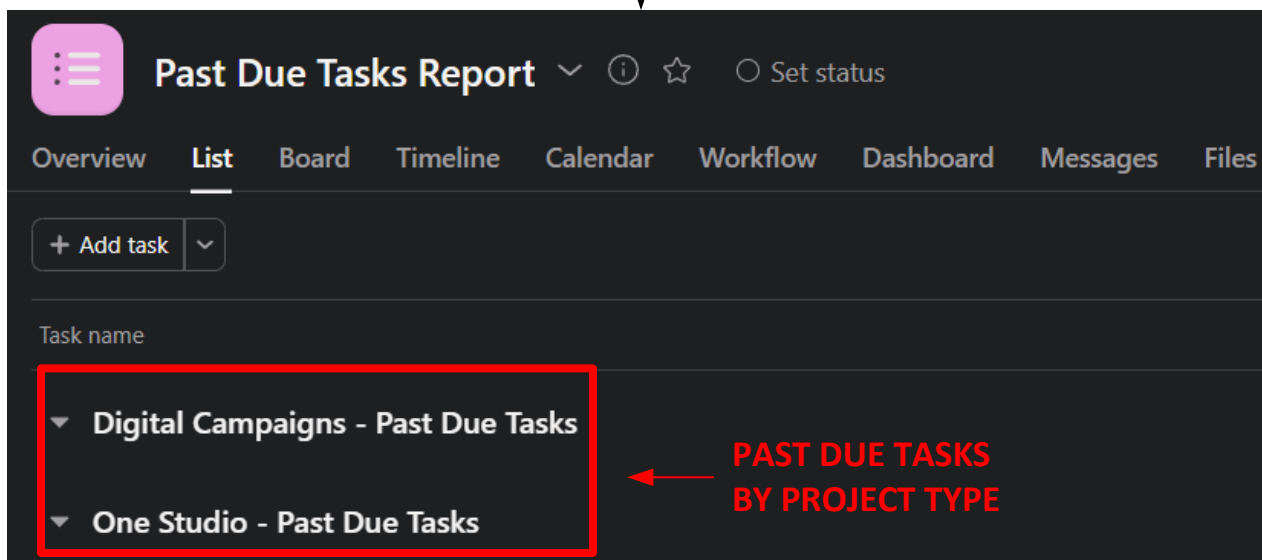 Past Due Tasks Report
Set status
Overview List Board Timeline Calendar Workflow Dashboard Messages Files
+ Add task
Task name
Digital Campaigns - Past Due Tasks
PAST DUE TASKS
BY PROJECT TYPE
One Studio - Past Due Tasks